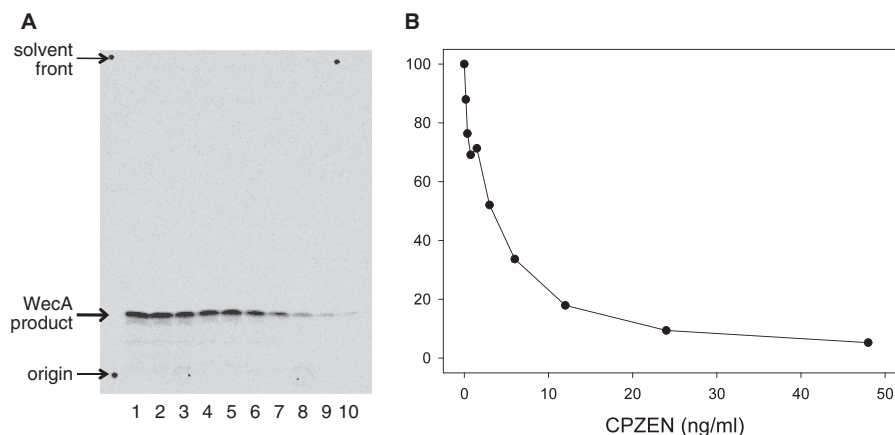 A
solvent
front
WecA
product
origin
1 2 3 4 5 6 7 8 9 10
B
100
80
60
40
20
0
0 10 20 30 40 50
CPZEN (ng/ml)